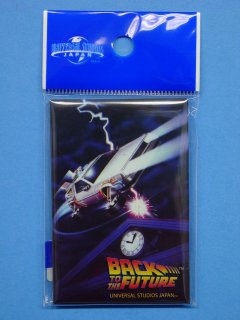 UNIVERSAL STUDIOS
JAPAN
BACK
TO THE
FUTURE
UNIVERSAL STUDIOS JAPAN